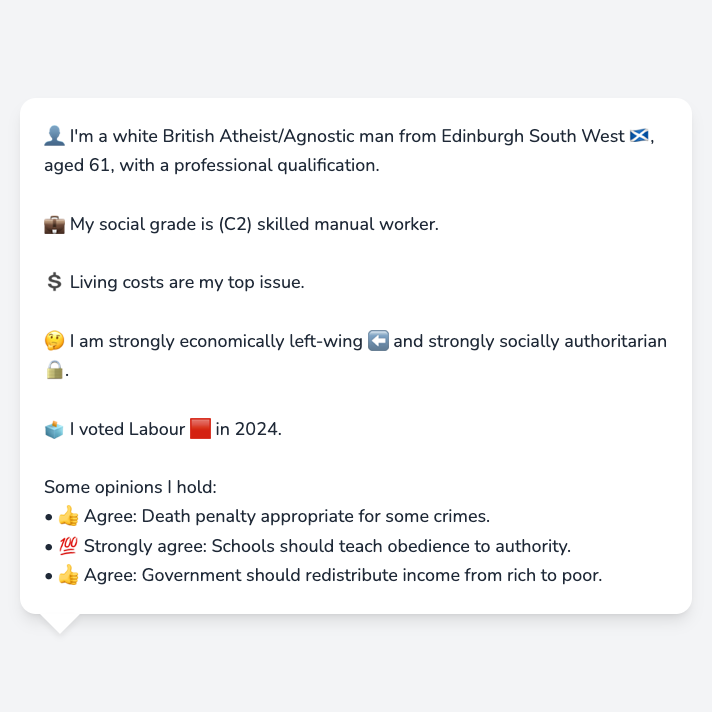 👤 I'm a white British Atheist/Agnostic man from Edinburgh South West 🏴󠁧󠁢󠁳󠁣󠁴󠁿,
aged 61, with a professional qualification.
💼 My social grade is (C2) skilled manual worker.
💲 Living costs are my top issue.
🤔 I am strongly economically left-wing ⬅️ and strongly socially authoritarian
🔒.
🗳️ I voted Labour 🟥 in 2024.
Some opinions I hold:
• 👍 Agree: Death penalty appropriate for some crimes.
• 💯 Strongly agree: Schools should teach obedience to authority.
• 👍 Agree: Government should redistribute income from rich to poor.